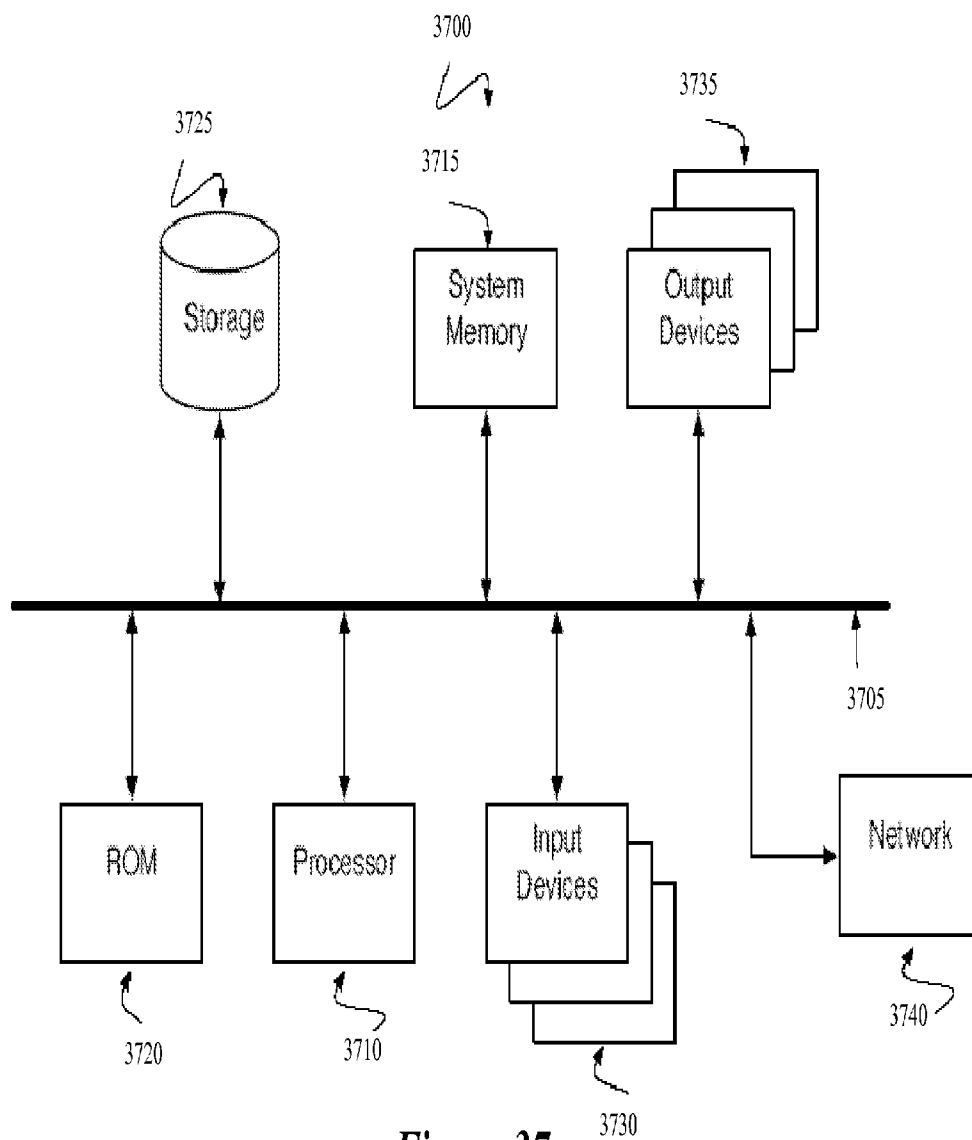 3700
3735
3725
3715
Storage
System
Memory
Output
Devices
3705
ROM
Processor
Input
Devices
Network
3720
3710
3740
3730